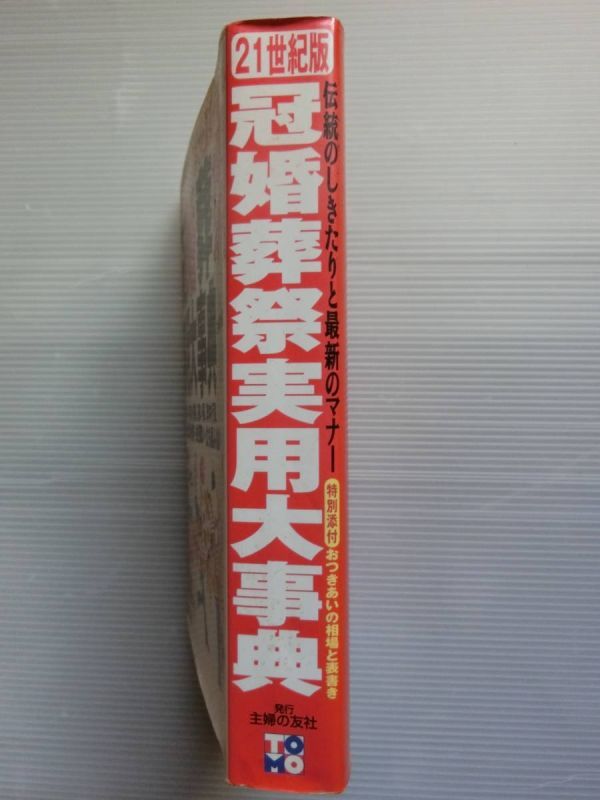 21世紀版
伝統のしきたりと最新のマナー
冠婚葬祭実用大事典
特別添付
おつきあいの相場と表書き
発行
主婦の友社
TO
MO